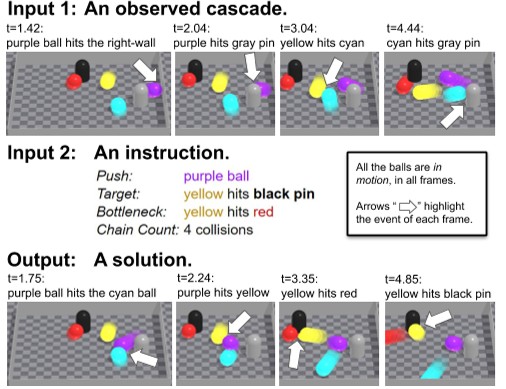 Input 1: An observed cascade.
t=1.42: t=2.04: t=3.04: t=4.44:
purple ball hits the right-wall purple hits gray pin yellow hits cyan cyan hits gray pin
Input 2: An instruction.
Push: purple ball
Target: yellow hits black pin
Bottleneck: yellow hits red
Chain Count: 4 collisions
All the balls are in
motion, in all frames.
Arrows “ ” highlight
the event of each frame.
Output: A solution.
t=1.75: t=2.24: t=3.35: t=4.85:
purple ball hits the cyan ball purple hits yellow yellow hits red yellow hits black pin